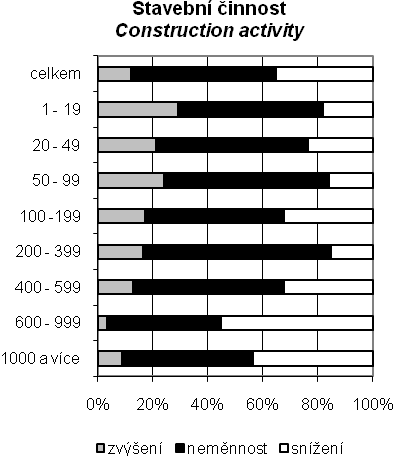 Stavební činnost
Construction activity
celkem
1 - 19
20 - 49
50 - 99
100 -199
200 - 399
400 - 599
600 - 999
1000 a více
0% 20% 40% 60% 80% 100%
zvýšení neměnnost snížení